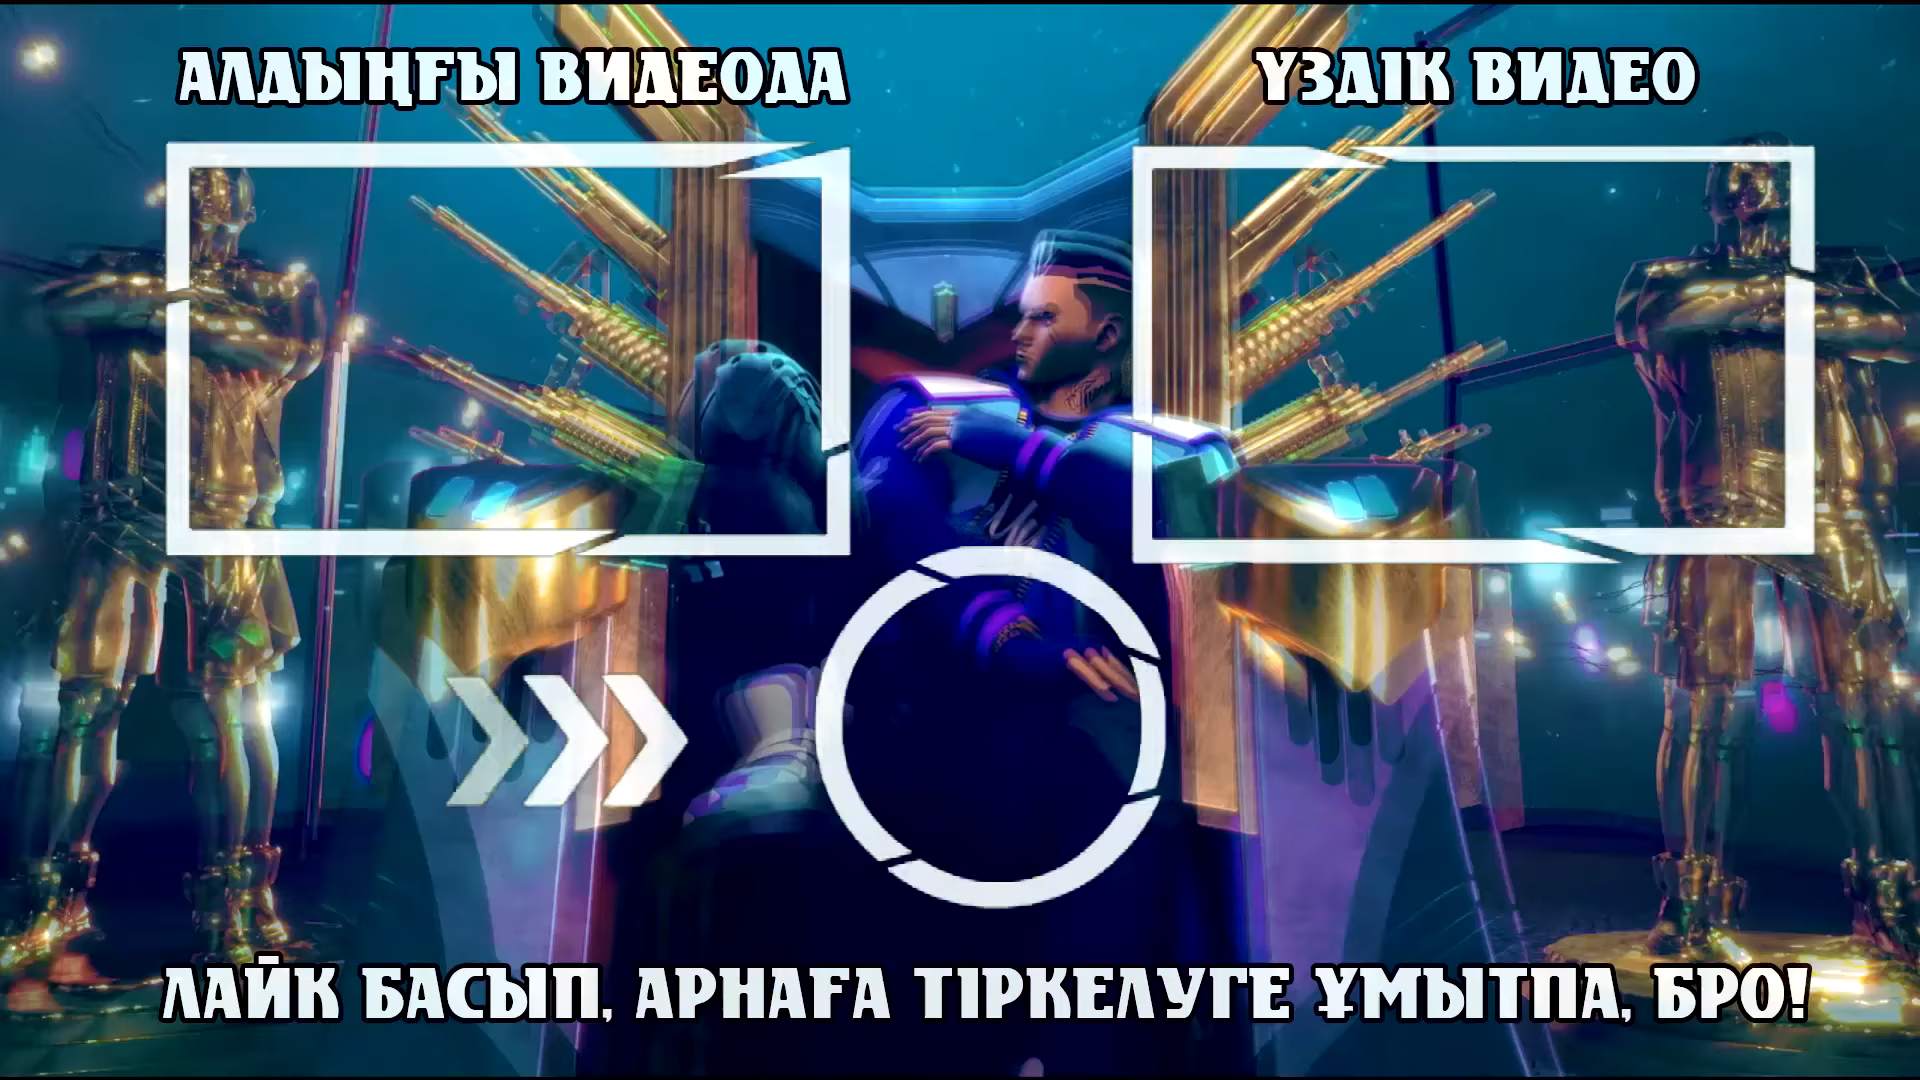 АЛДЫҢҒЫ ВИДЕОДА
ҮЗДІК ВИДЕО
ЛАЙК БАСЫП, АРНАҒА ТІРКЕЛУГЕ ҰМЫТПА, БРО!